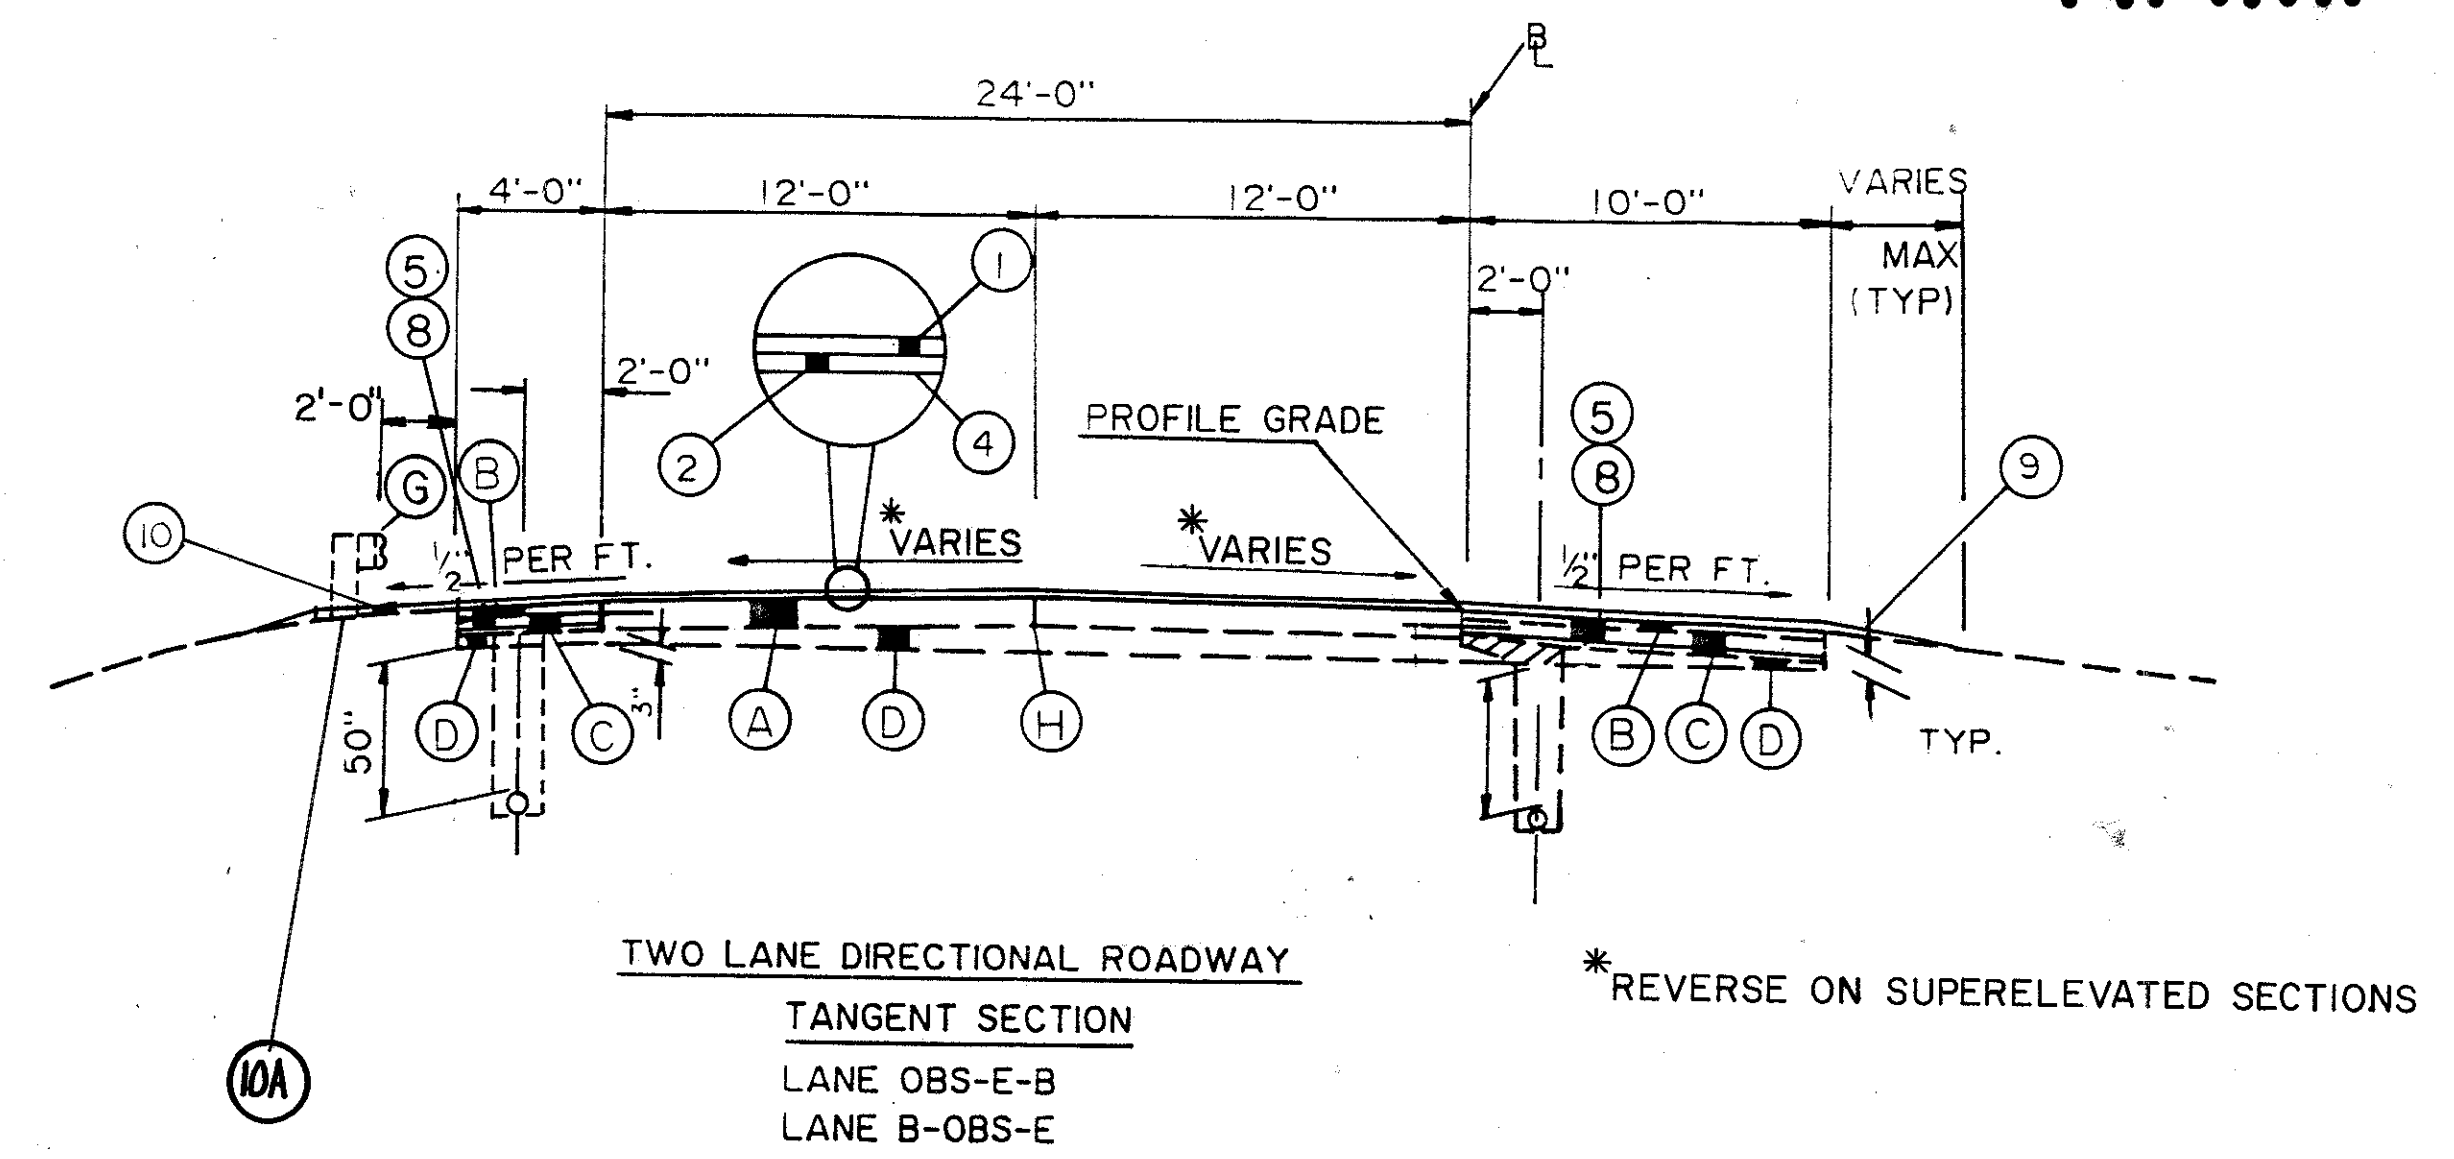 BL
24'-0"
4'-0"
12'-0"
12'-0"
10'-0"
VARIES
MAX
(TYP)
5
8
1
2'-0"
2'-0"
2'-0"
2
4
PROFILE GRADE
5
8
9
G
B
10
1/2" PER FT.
*VARIES
*VARIES
1/2" PER FT.
50"
D
C
3"
A
D
H
B
C
D
TYP.
TWO LANE DIRECTIONAL ROADWAY
TANGENT SECTION
LANE OBS-E-B
LANE B-OBS-E
*REVERSE ON SUPERELEVATED SECTIONS
10A